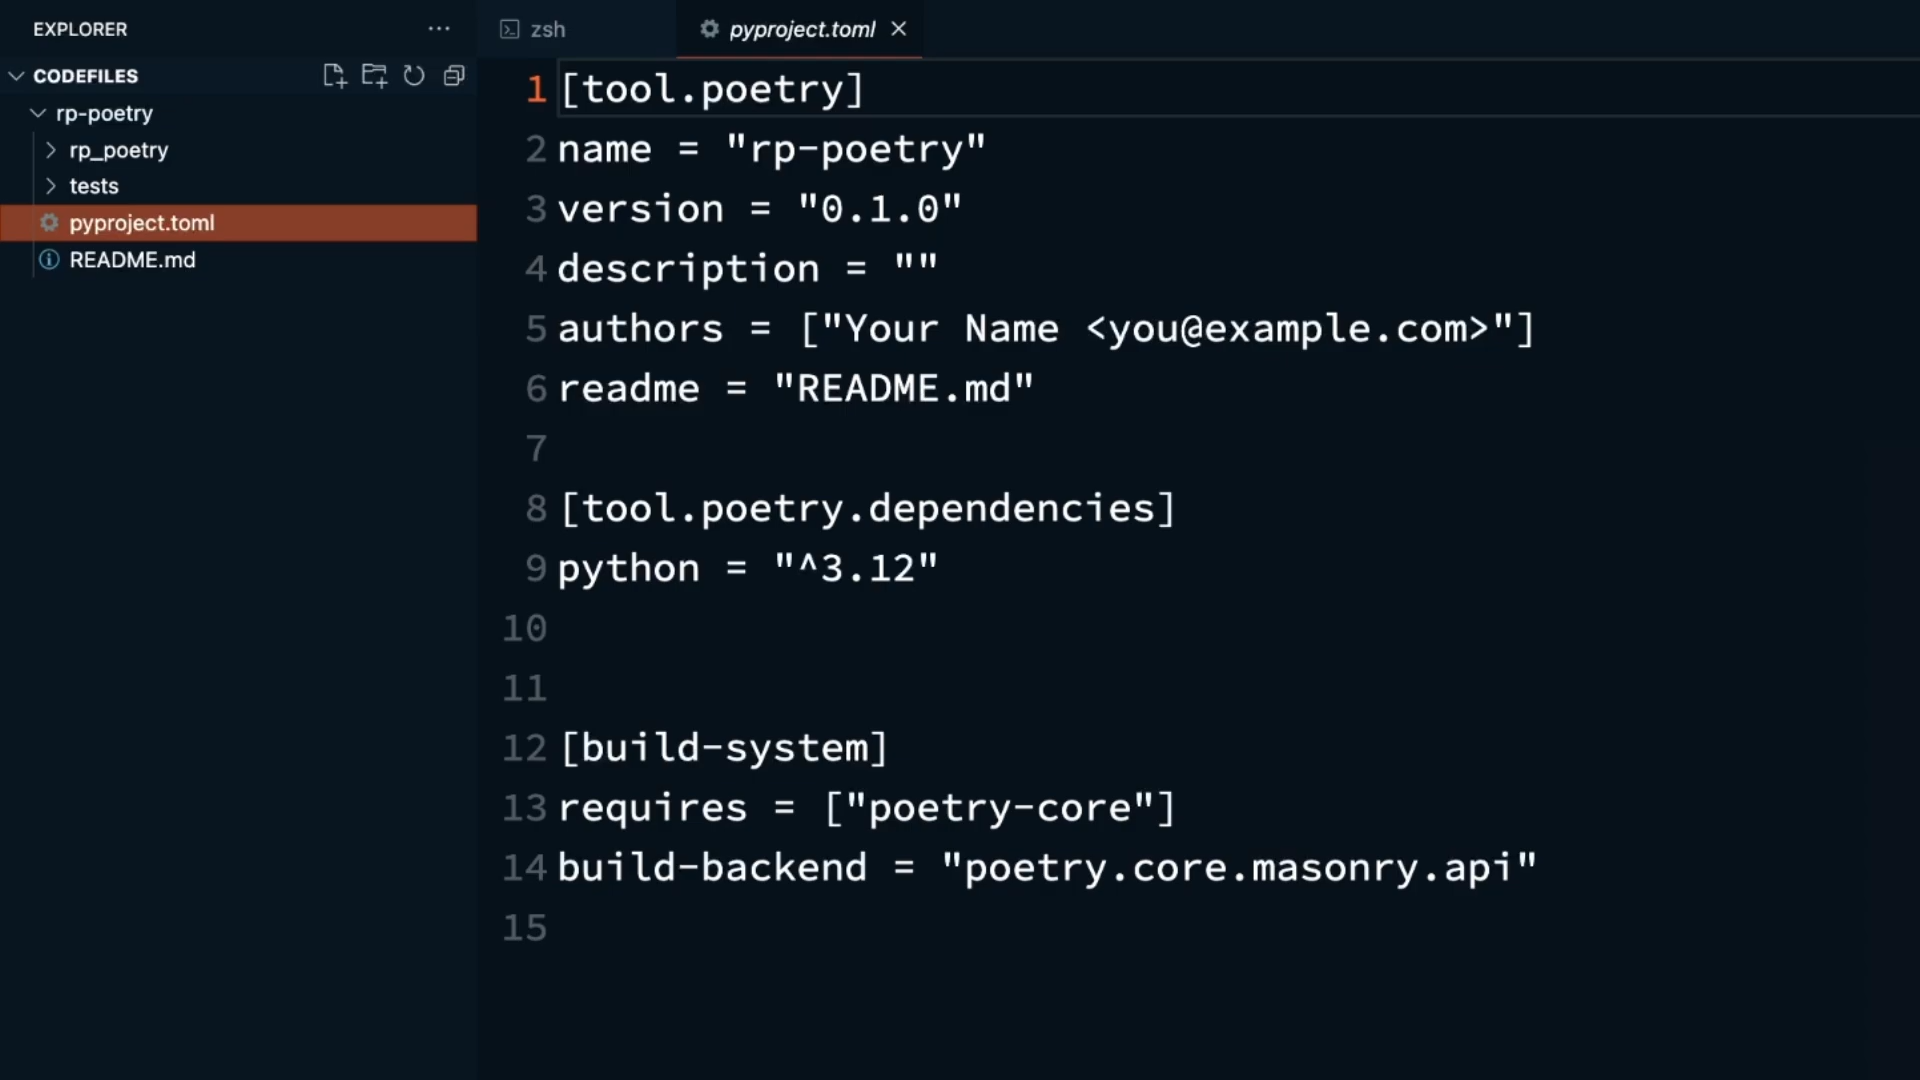 EXPLORER
CODEFILES
rp-poetry
rp_poetry
tests
pyproject.toml
README.md
zsh
pyproject.toml
1 [tool.poetry]
2 name = "rp-poetry"
3 version = "0.1.0"
4 description = ""
5 authors = ["Your Name <you@example.com>"]
6 readme = "README.md"
7
8 [tool.poetry.dependencies]
9 python = "^3.12"
10
11
12 [build-system]
13 requires = ["poetry-core"]
14 build-backend = "poetry.core.masonry.api"
15